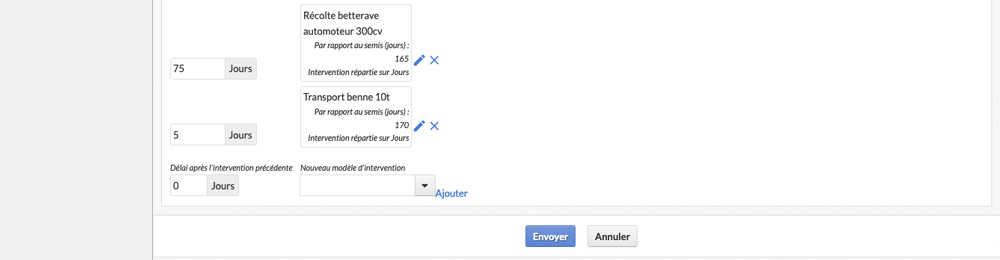 Récolte betterave
automoteur 300cv
Par rapport au semis (jours) :
165
Intervention répartie sur Jours
75 Jours
Transport benne 10t
Par rapport au semis (jours) :
170
Intervention répartie sur Jours
5 Jours
Délai après l'intervention précédente Nouveau modèle d'intervention
0 Jours
Ajouter
Envoyer Annuler